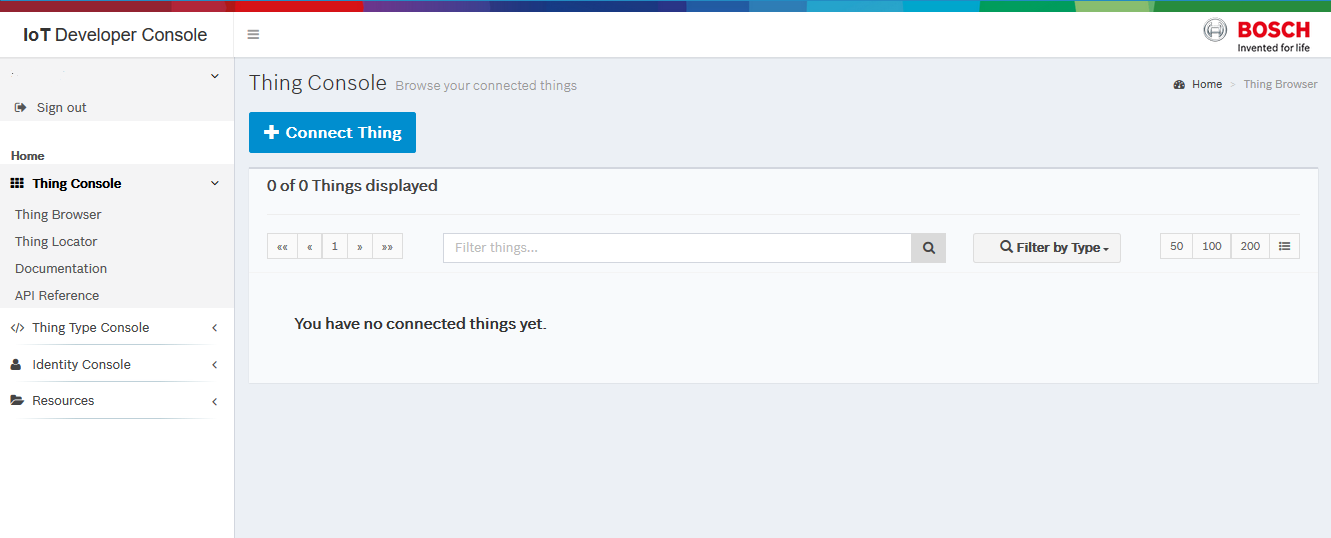 IoT Developer Console
BOSCH
Invented for life
Sign out
Home
Thing Console
Thing Browser
Thing Locator
Documentation
API Reference
Thing Type Console
Identity Console
Resources
Thing Console Browse your connected things
Home > Thing Browser
+ Connect Thing
0 of 0 Things displayed
«« « 1 » »» Filter things... Filter by Type 50 100 200
You have no connected things yet.